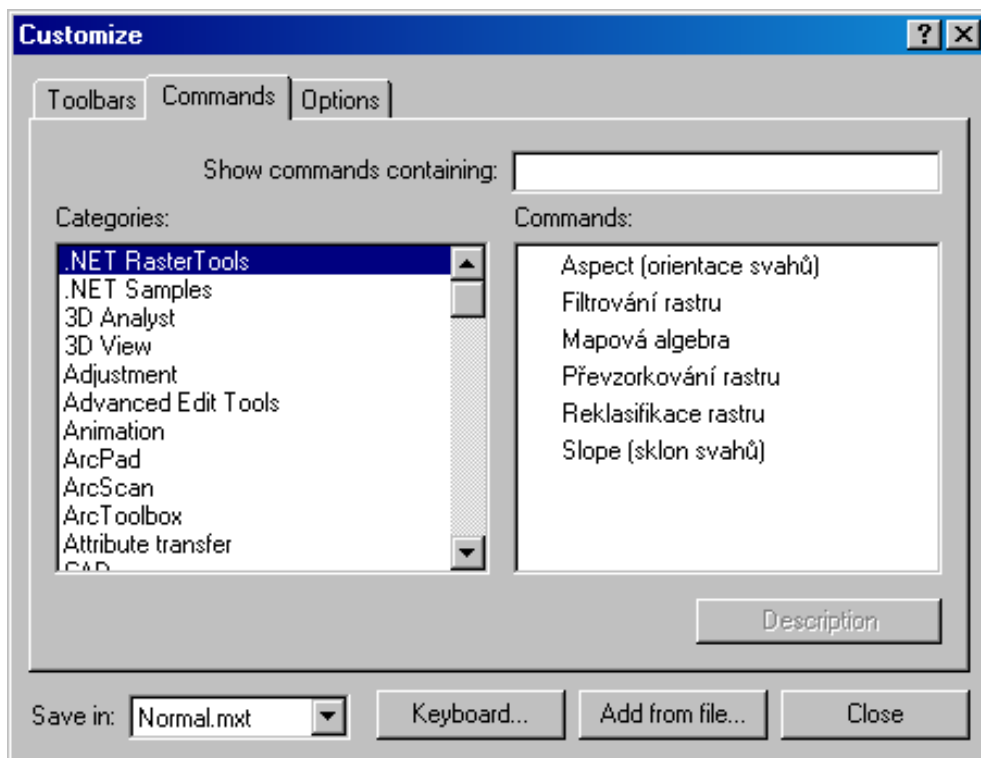 Customize
Toolbars
Commands
Options
Show commands containing:
Categories:
.NET RasterTools
.NET Samples
3D Analyst
3D View
Adjustment
Advanced Edit Tools
Animation
ArcPad
ArcScan
ArcToolbox
Attribute transfer
CAD
Commands:
Aspect (orientace svahů)
Filtrování rastru
Mapová algebra
Převzorkování rastru
Reklasifikace rastru
Slope (sklon svahů)
Description
Save in:
Normal.mxt
Keyboard...
Add from file...
Close